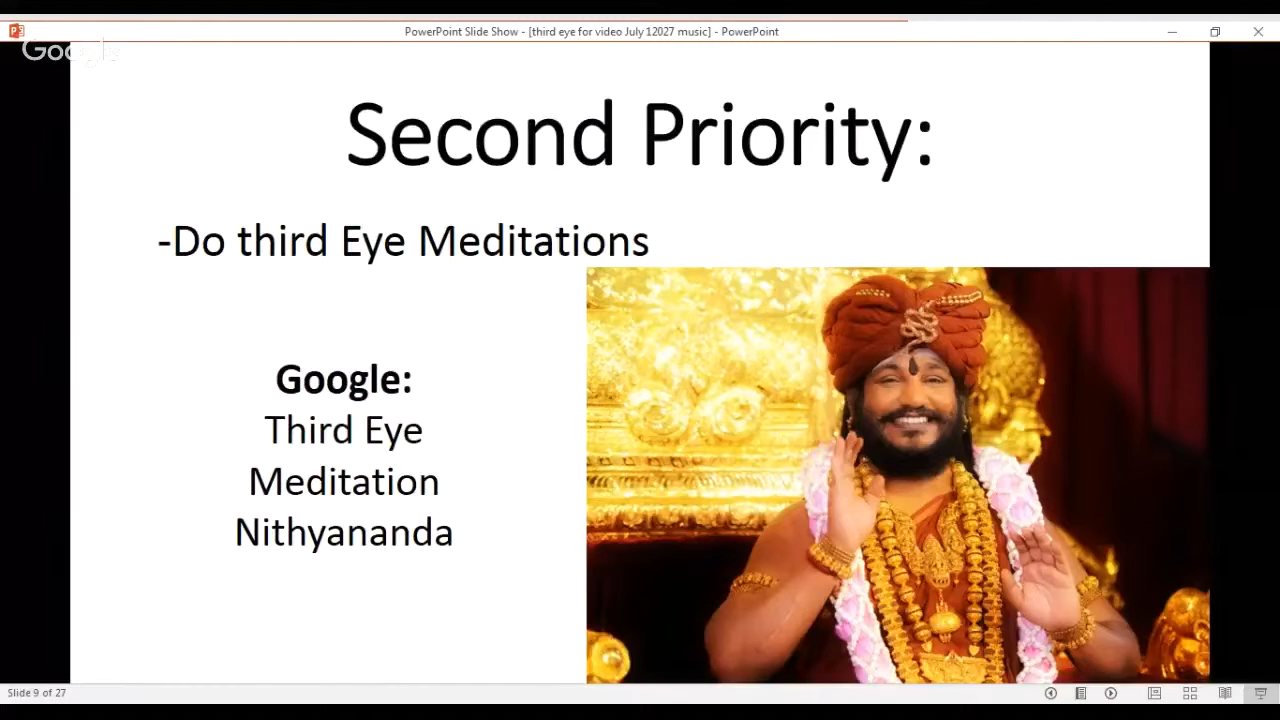 PowerPoint Slide Show - [third eye for video July 12027 music] - PowerPoint
Google
Second Priority:
-Do third Eye Meditations
Google:
Third Eye
Meditation
Nithyananda
Slide 9 of 27